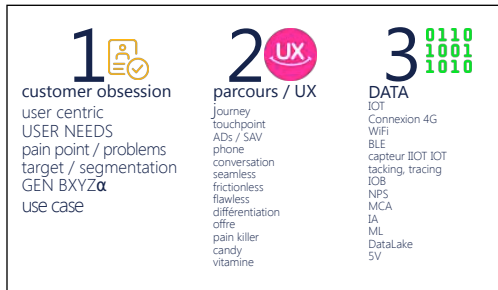 1
customer obsession
user centric
USER NEEDS
pain point / problems
target / segmentation
GEN BXYZα
use case
2
UX
parcours / UX
Journey
touchpoint
ADs / SAV
phone
conversation
seamless
frictionless
flawless
différentiation
offre
pain killer
candy
vitamine
3
0110
1001
1010
DATA
IOT
Connexion 4G
WiFi
BLE
capteur IIOT IOT
tacking, tracing
IOB
NPS
MCA
IA
ML
DataLake
5V